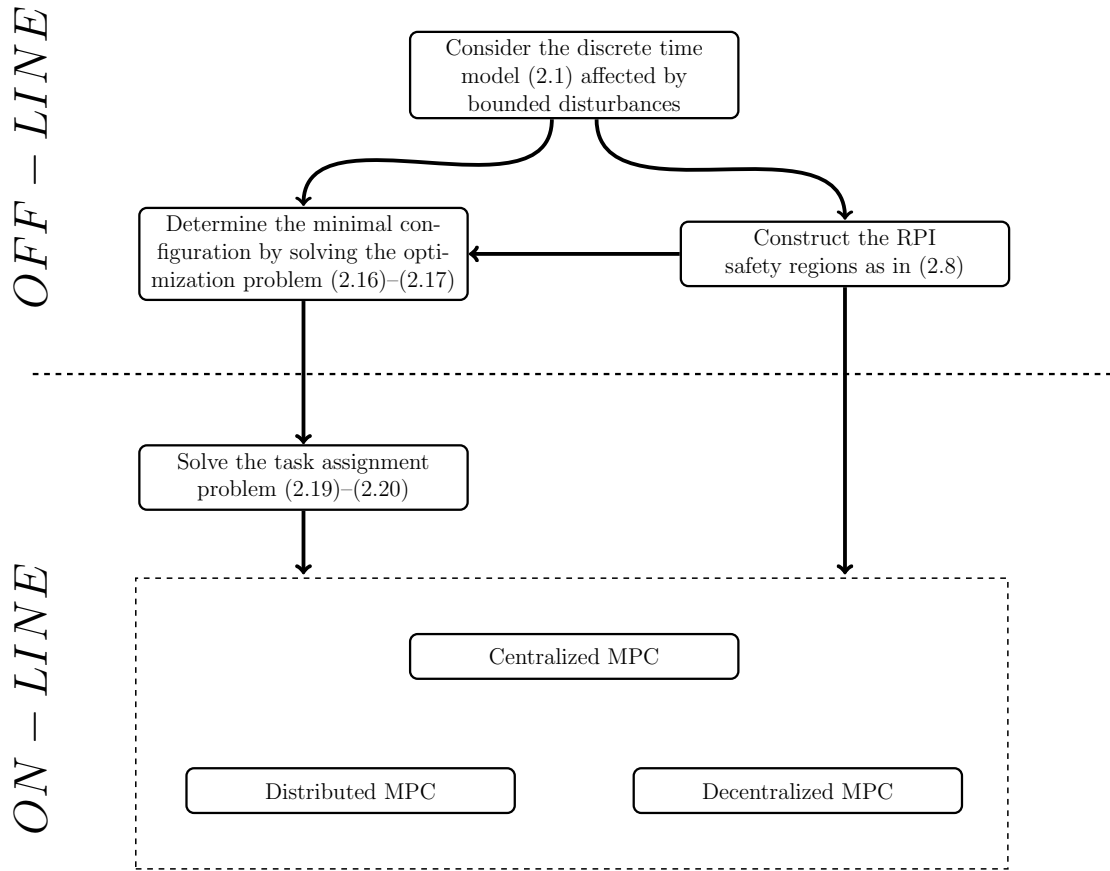 OFF – LINE
Consider the discrete time
model (2.1) affected by
bounded disturbances
Determine the minimal con-
figuration by solving the opti-
mization problem (2.16)–(2.17)
Construct the RPI
safety regions as in (2.8)
Solve the task assignment
problem (2.19)–(2.20)
ON – LINE
Centralized MPC
Distributed MPC
Decentralized MPC